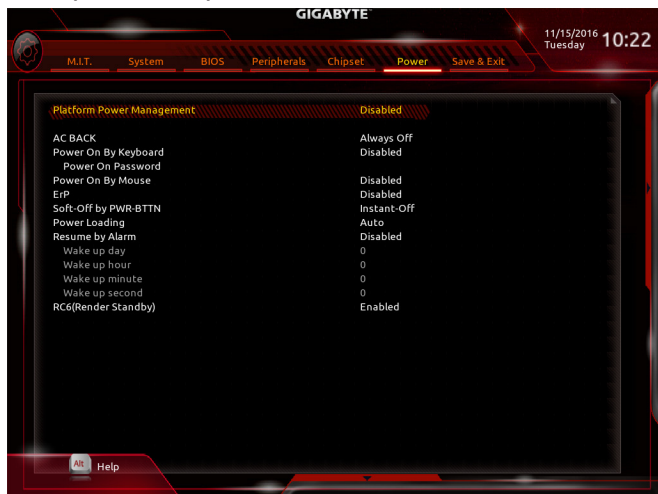 GIGABYTE™
11/15/2016 10:22
Tuesday
M.I.T. System BIOS Peripherals Chipset Power Save & Exit
Platform Power Management Disabled
AC BACK Always Off
Power On By Keyboard Disabled
Power On Password
Power On By Mouse Disabled
ErP Disabled
Soft-Off by PWR-BTTN Instant-Off
Power Loading Auto
Resume by Alarm Disabled
Wake up day 0
Wake up hour 0
Wake up minute 0
Wake up second 0
RC6(Render Standby) Enabled
Alt Help